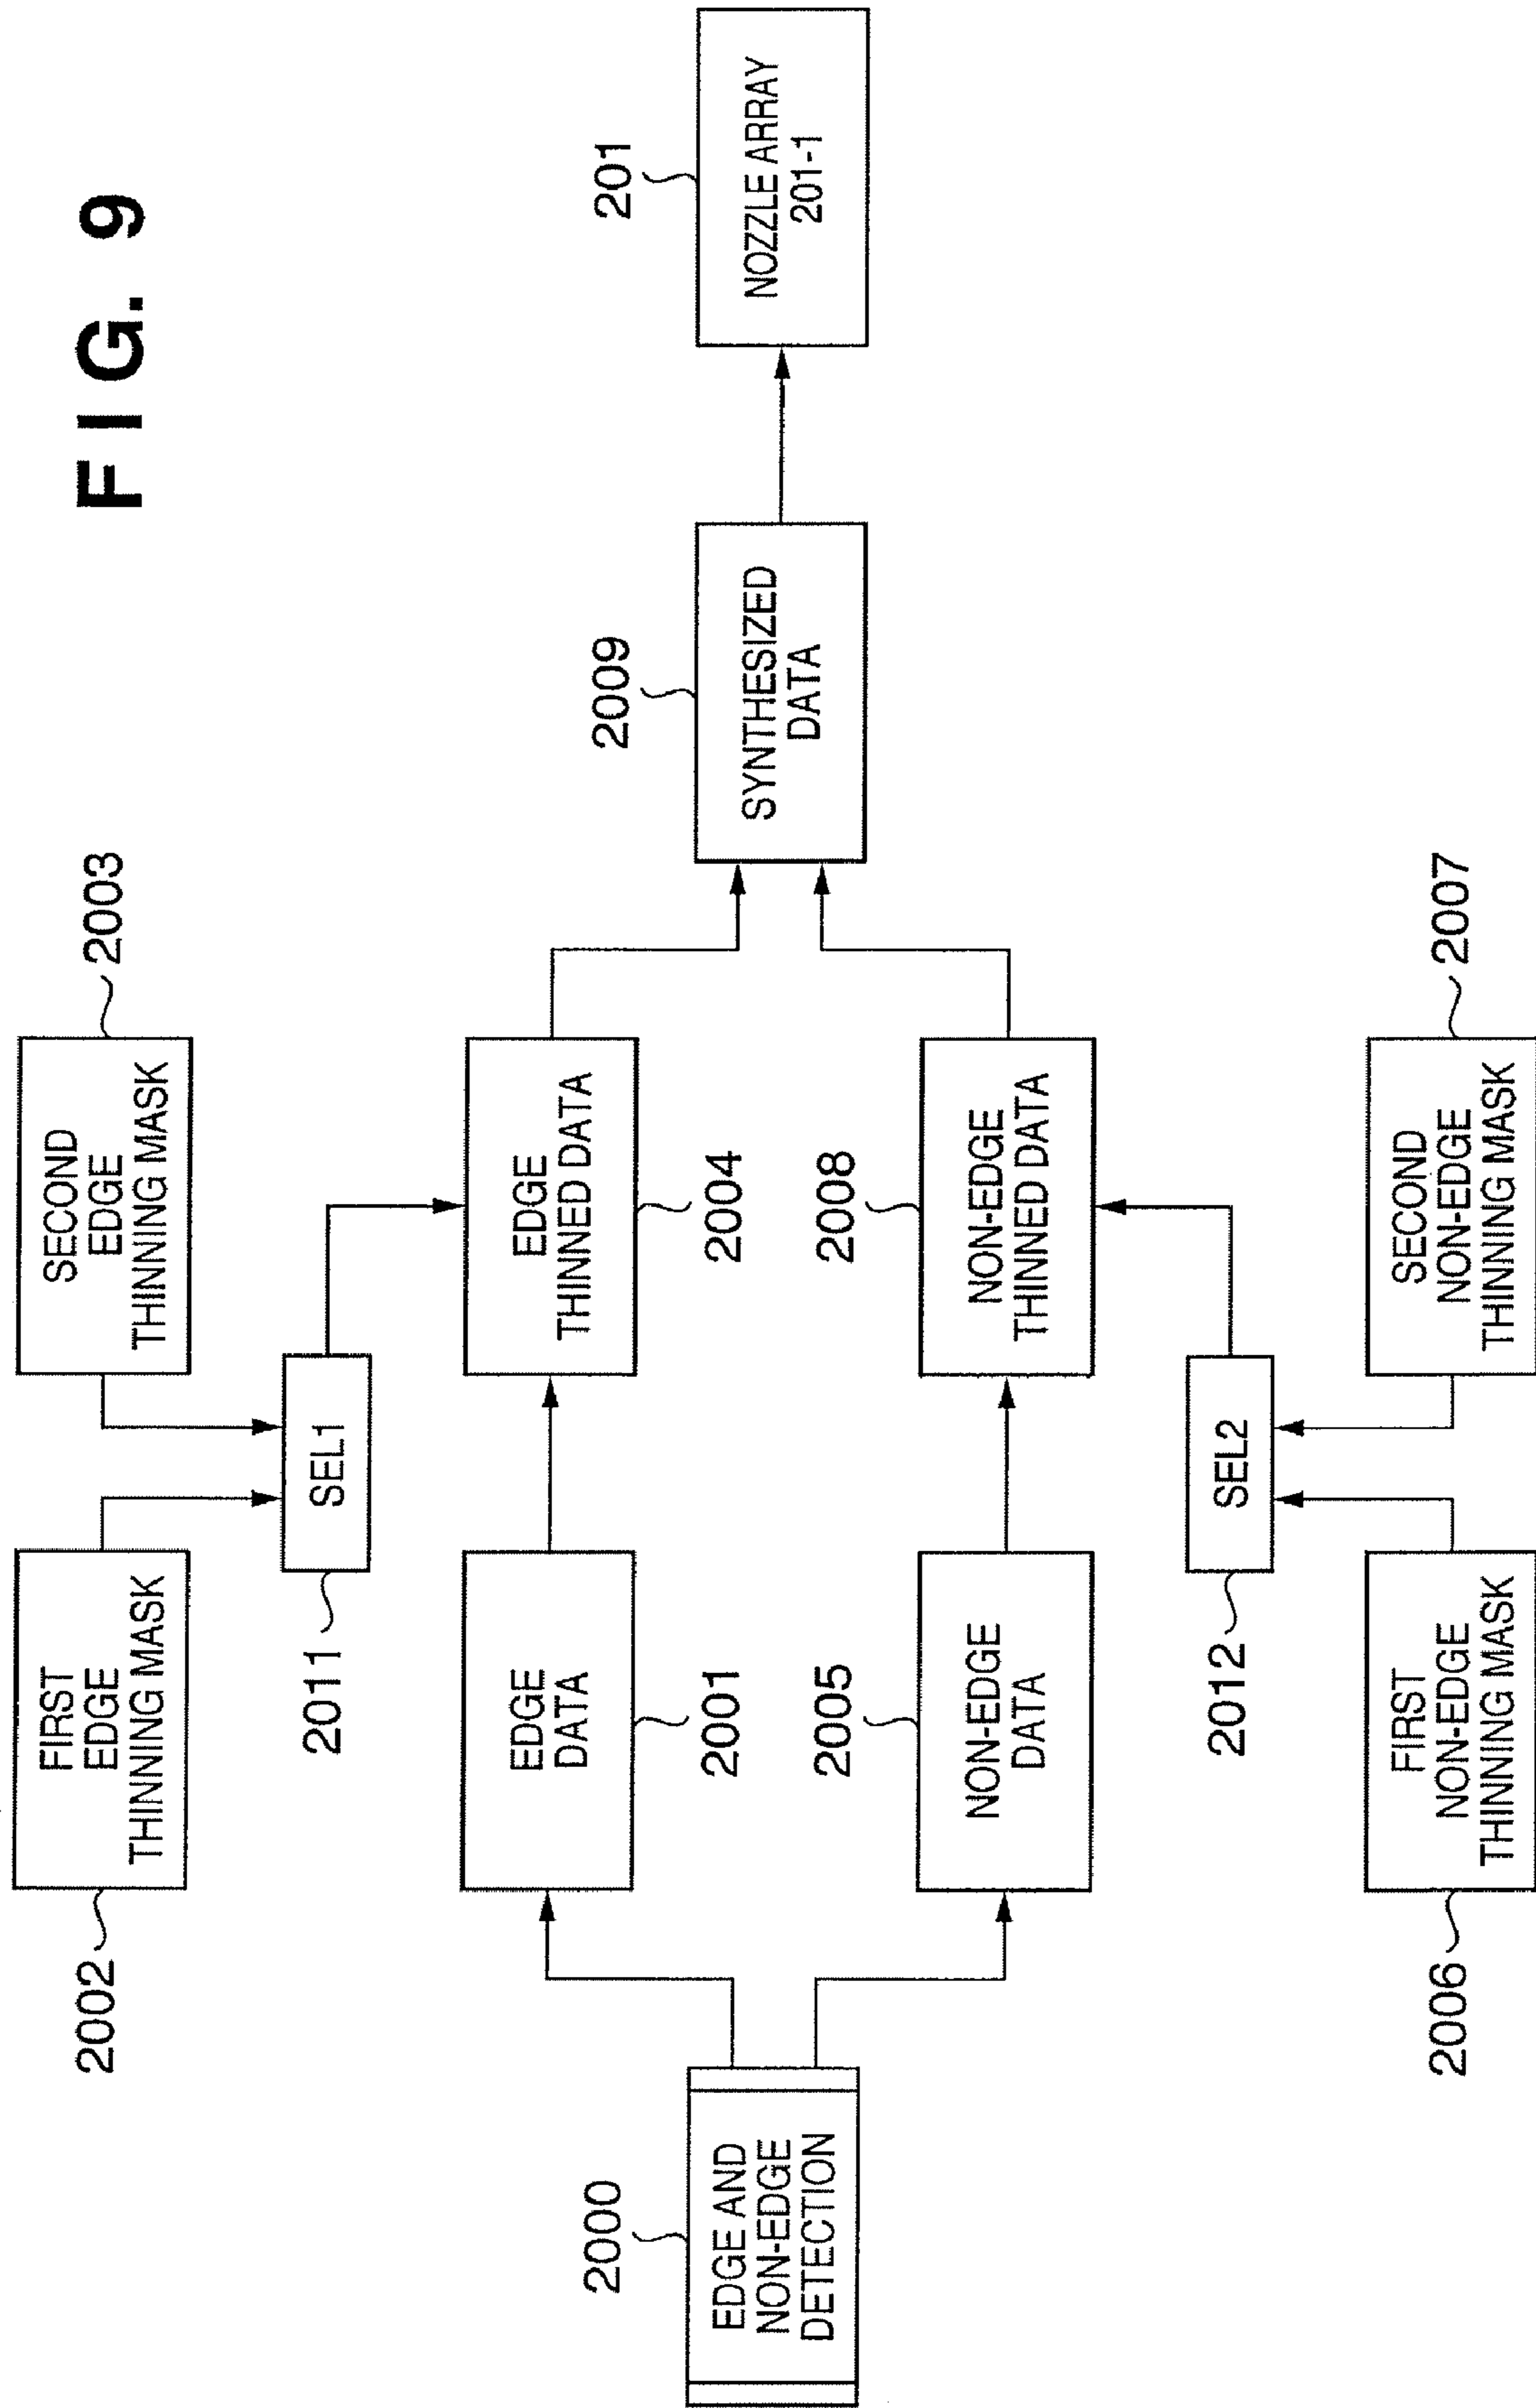 FIG. 9
2002
FIRST
EDGE
THINNING MASK
SECOND
EDGE
THINNING MASK
2003
2011
SEL1
EDGE
DATA
2001
EDGE
THINNED DATA
2004
2000
EDGE AND
NON-EDGE
DETECTION
2009
SYNTHESIZED
DATA
201
NOZZLE ARRAY
201-1
2005
NON-EDGE
DATA
2008
NON-EDGE
THINNED DATA
2012
SEL2
2006
FIRST
NON-EDGE
THINNING MASK
SECOND
NON-EDGE
THINNING MASK
2007